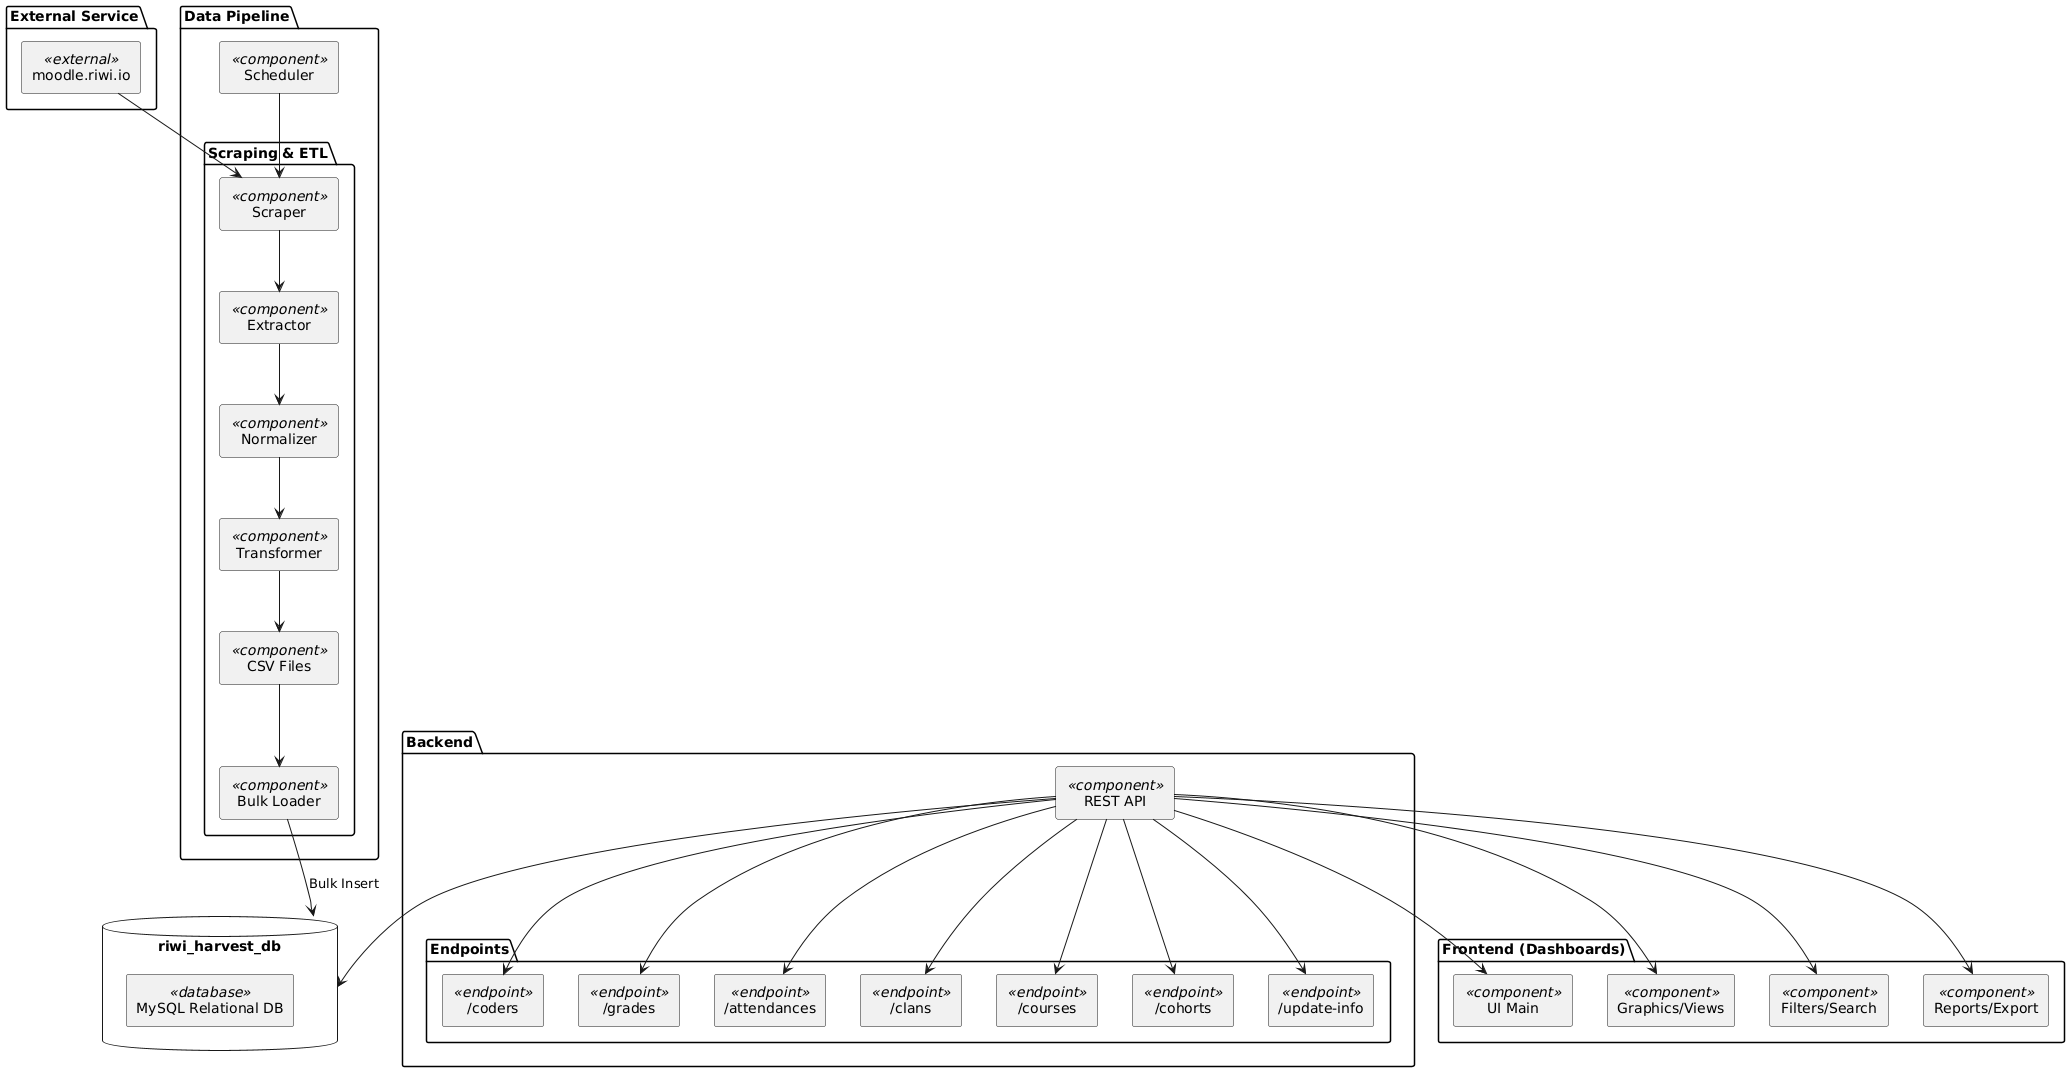 External Service
«external»
moodle.riwi.io
Data Pipeline
«component»
Scheduler
Scraping & ETL
«component»
Scraper
«component»
Extractor
«component»
Normalizer
«component»
Transformer
«component»
CSV Files
«component»
Bulk Loader
Bulk Insert
riwi_harvest_db
«database»
MySQL Relational DB
Backend
«component»
REST API
Endpoints
«endpoint»
/coders
«endpoint»
/grades
«endpoint»
/attendances
«endpoint»
/clans
«endpoint»
/courses
«endpoint»
/cohorts
«endpoint»
/update-info
Frontend (Dashboards)
«component»
UI Main
«component»
Graphics/Views
«component»
Filters/Search
«component»
Reports/Export